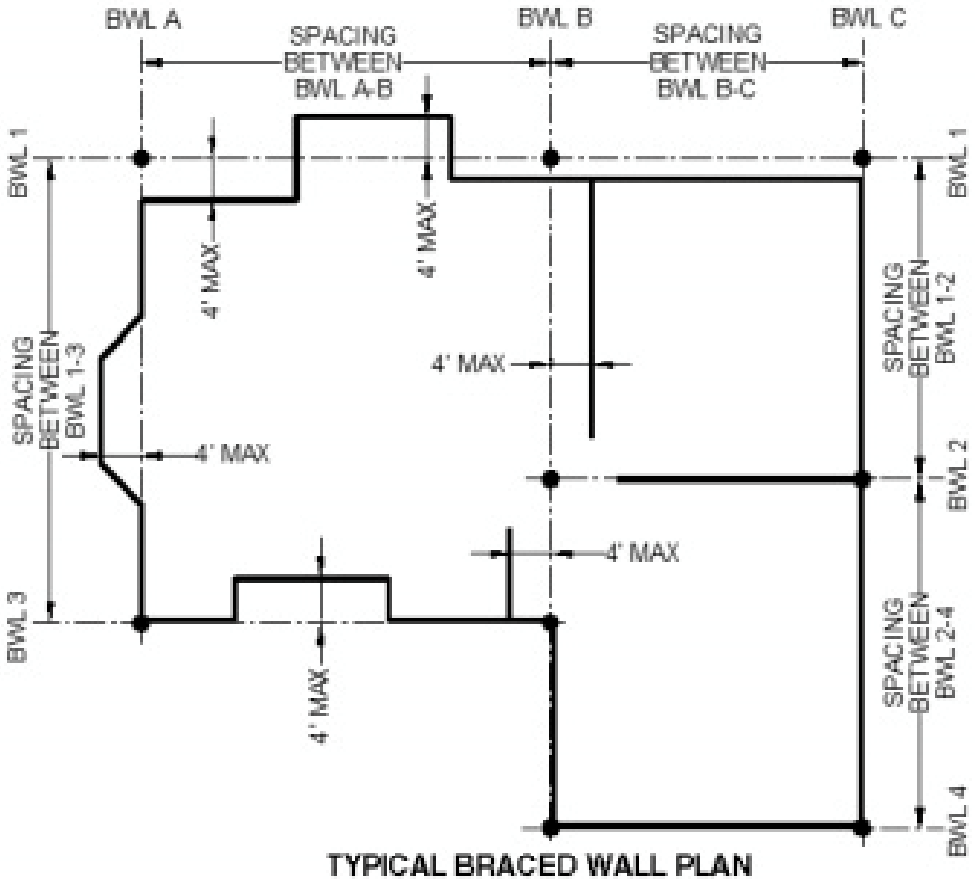 BWL A
BWL B
BWL C
SPACING
BETWEEN
BWL A-B
SPACING
BETWEEN
BWL B-C
BWL 1
BWL 1
4' MAX
4' MAX
SPACING
BETWEEN
BWL 1-3
SPACING
BETWEEN
BWL 1-2
4' MAX
4' MAX
BWL 2
4' MAX
BWL 3
4' MAX
SPACING
BETWEEN
BWL 2-4
BWL 4
TYPICAL BRACED WALL PLAN